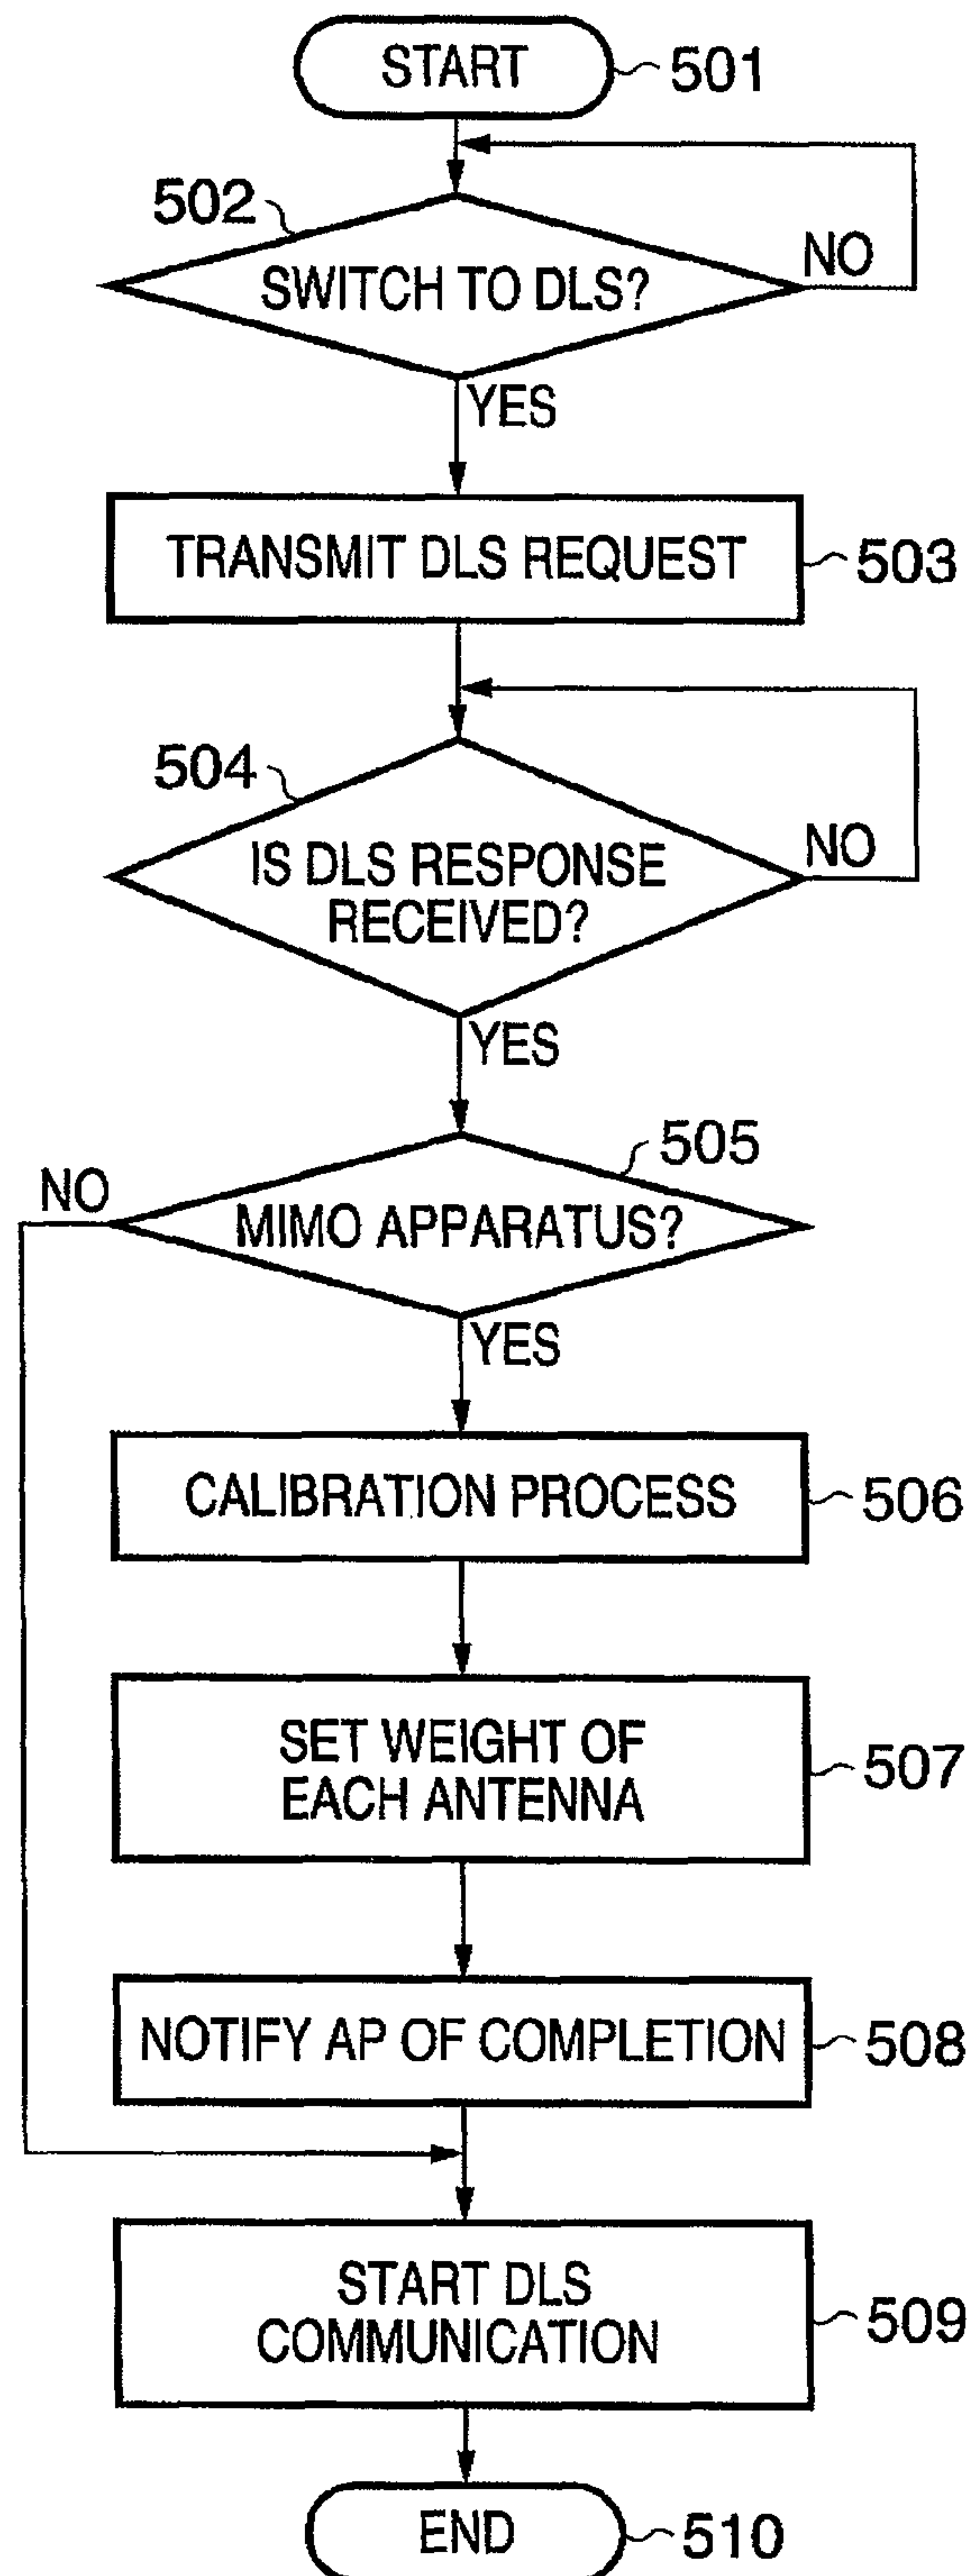 START
501
502
SWITCH TO DLS?
NO
YES
TRANSMIT DLS REQUEST
503
504
IS DLS RESPONSE
RECEIVED?
NO
YES
505
NO
MIMO APPARATUS?
YES
CALIBRATION PROCESS
506
SET WEIGHT OF
EACH ANTENNA
507
NOTIFY AP OF COMPLETION
508
START DLS
COMMUNICATION
509
END
510